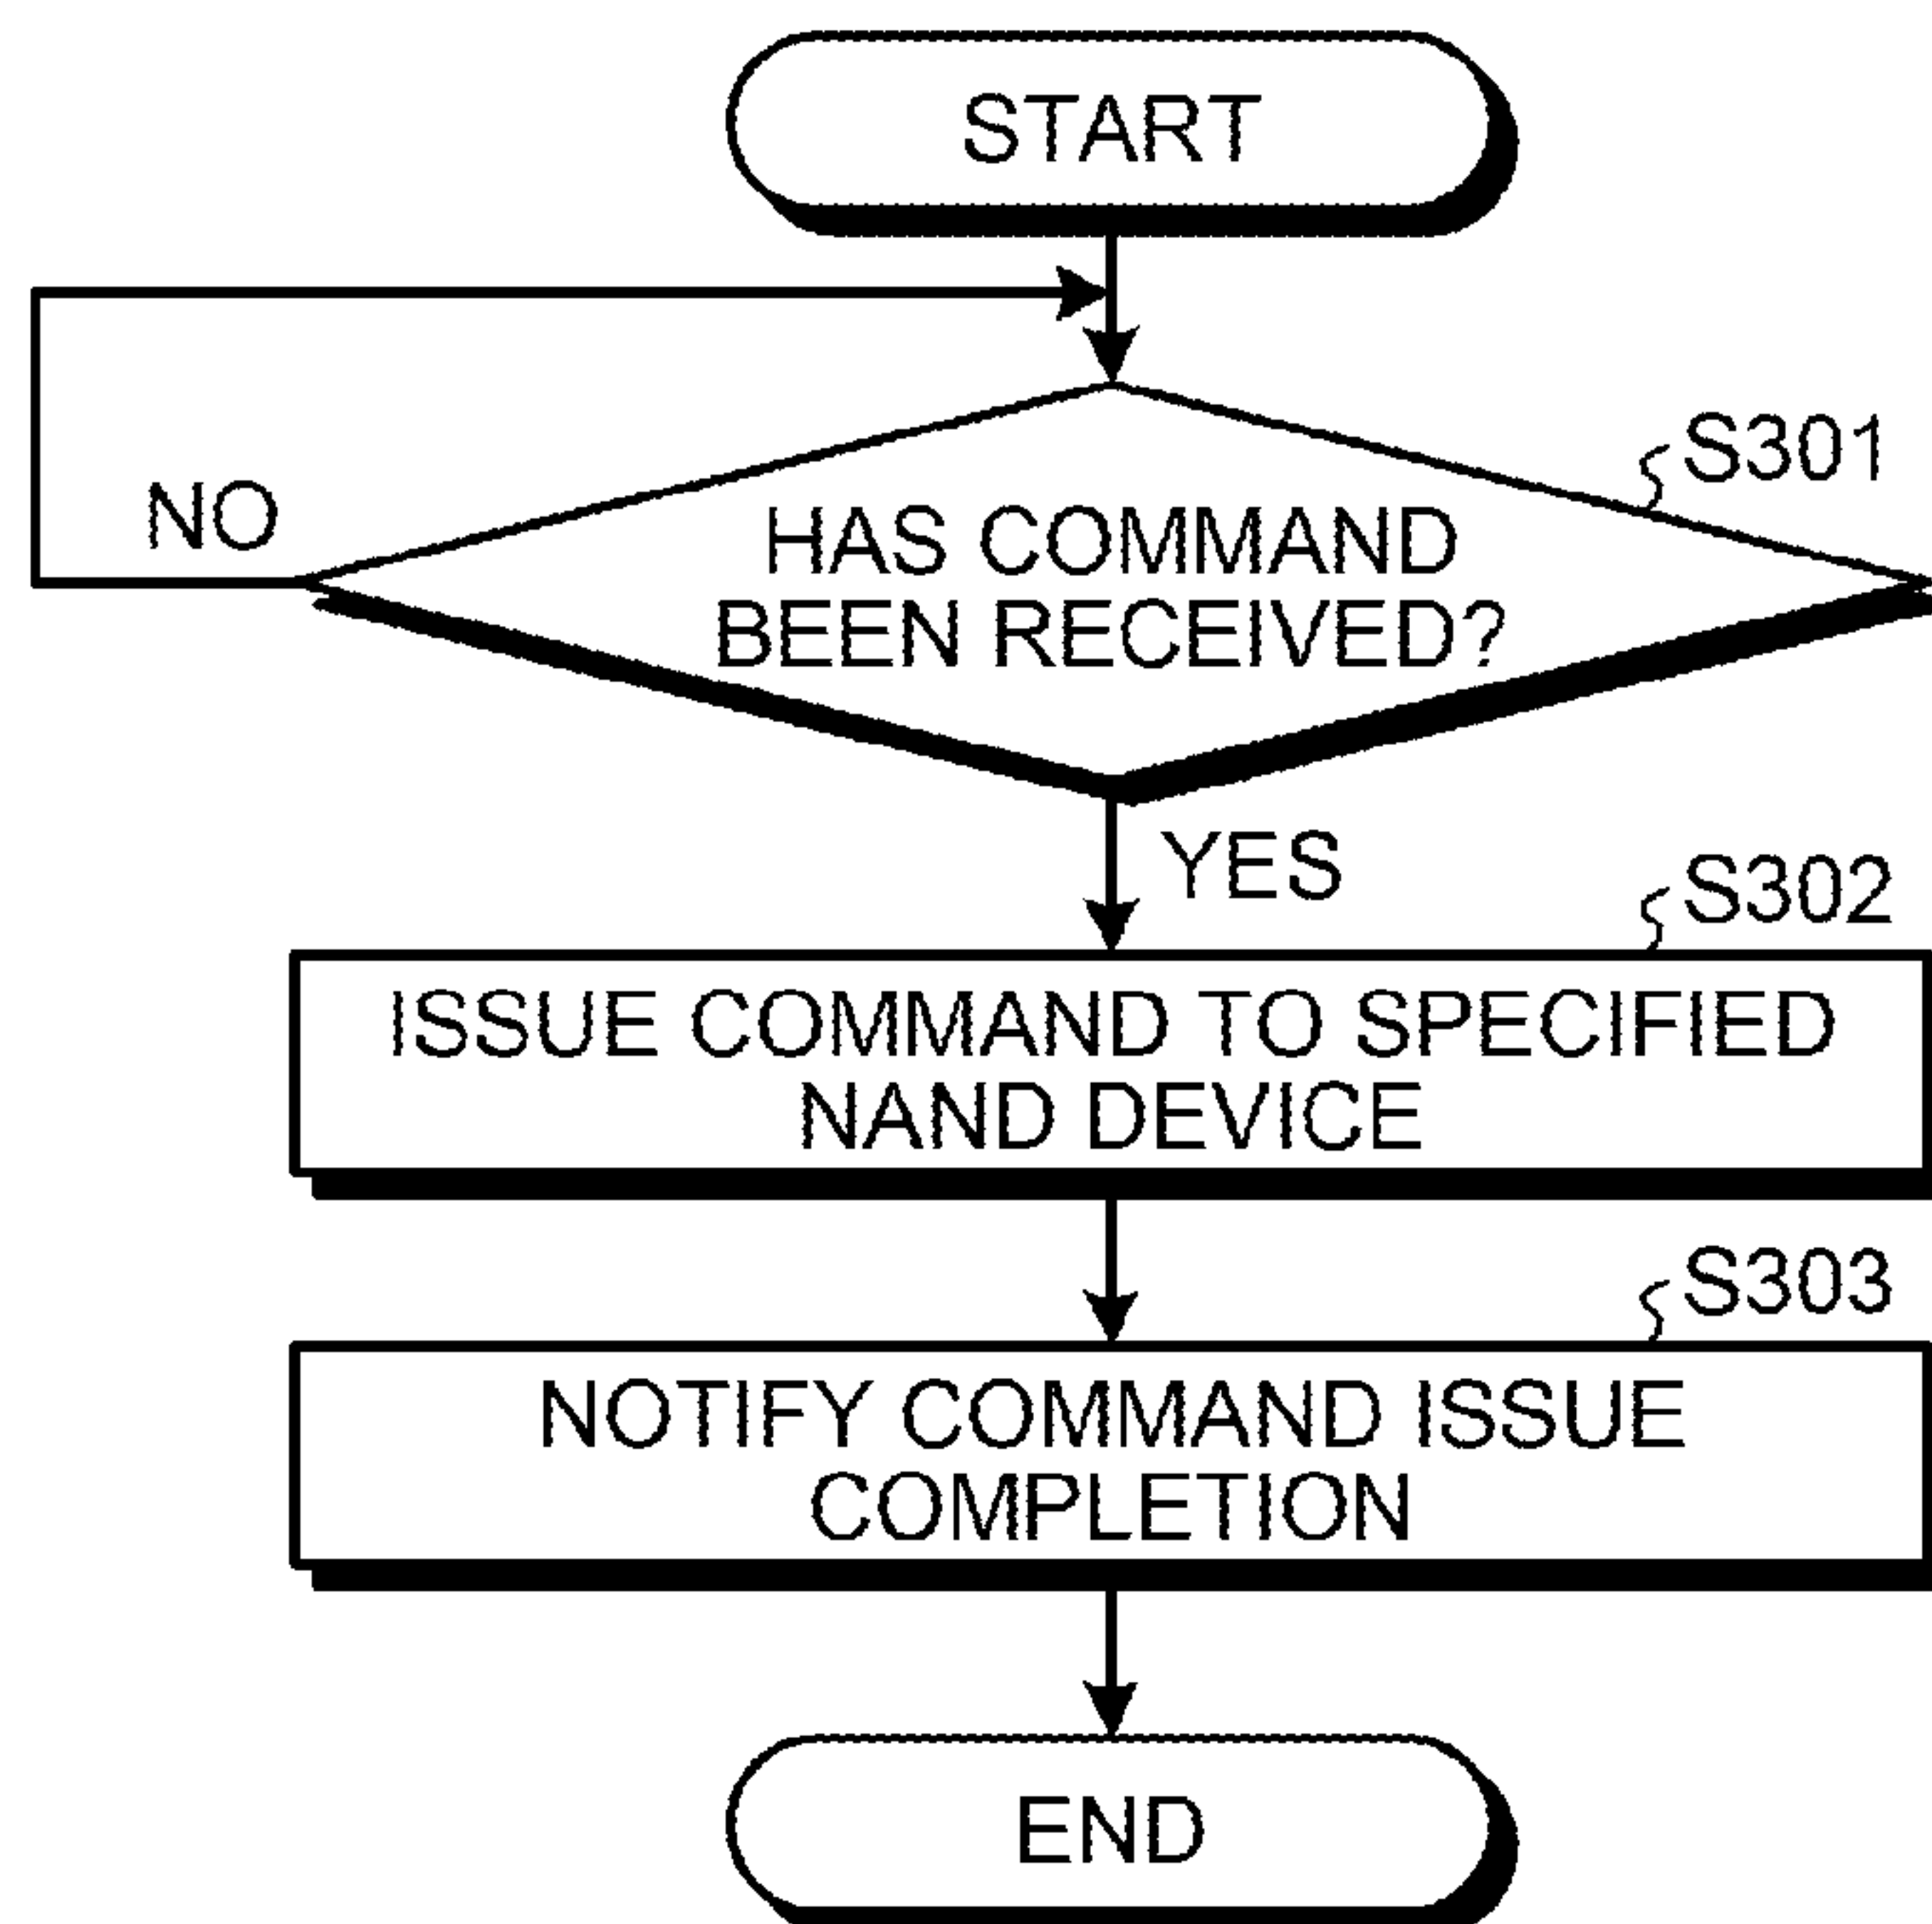 START
S301
NO
HAS COMMAND
BEEN RECEIVED?
YES
S302
ISSUE COMMAND TO SPECIFIED
NAND DEVICE
S303
NOTIFY COMMAND ISSUE
COMPLETION
END